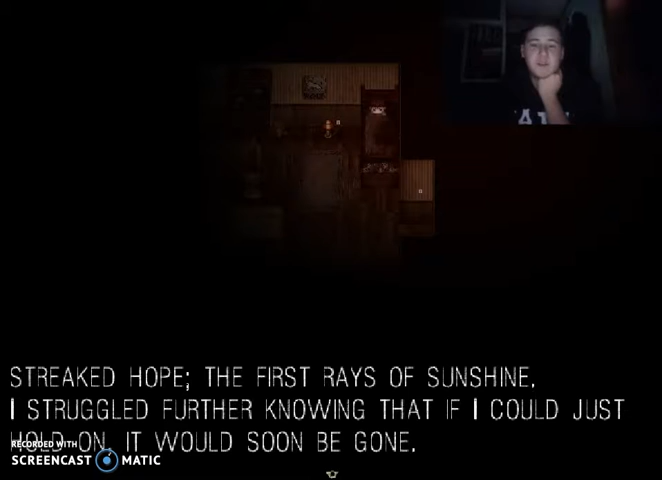 STREAKED HOPE; THE FIRST RAYS OF SUNSHINE.
I STRUGGLED FURTHER KNOWING THAT IF I COULD JUST
HOLD ON, IT WOULD SOON BE GONE.
RECORDED WITH
SCREENCAST MATIC